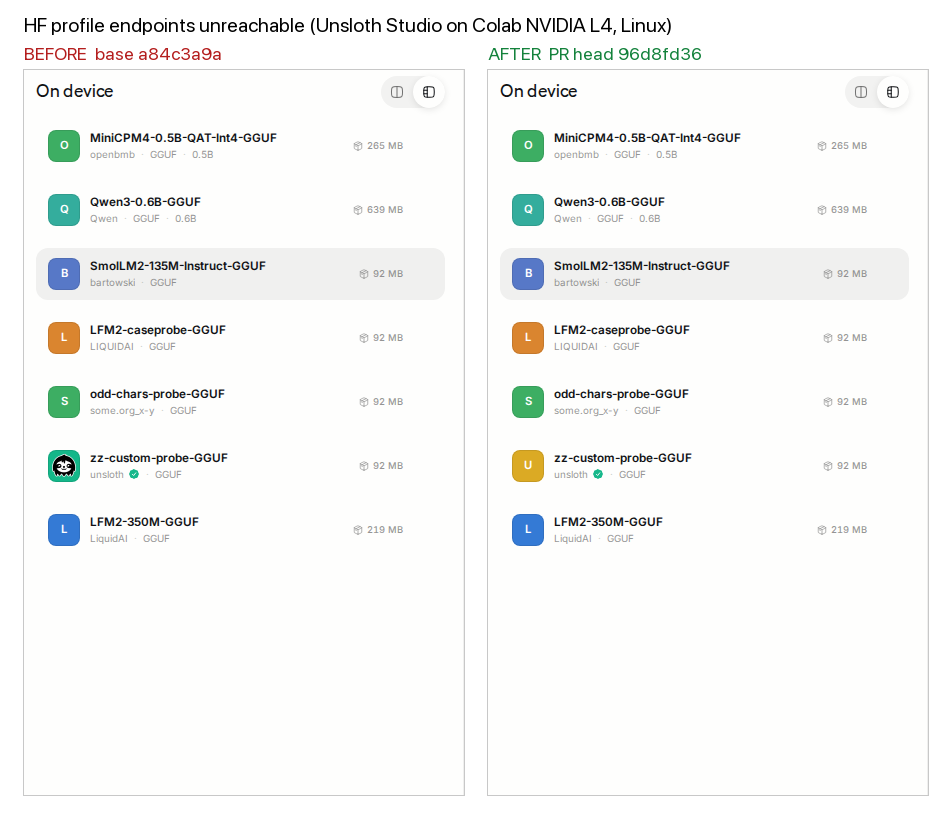 HF profile endpoints unreachable (Unsloth Studio on Colab NVIDIA L4, Linux)
BEFORE base a84c3a9a
On device
O MiniCPM4-0.5B-QAT-Int4-GGUF 265 MB
openbmb · GGUF · 0.5B
Q Qwen3-0.6B-GGUF 639 MB
Qwen · GGUF · 0.6B
B SmolLM2-135M-Instruct-GGUF 92 MB
bartowski · GGUF
L LFM2-caseprobe-GGUF 92 MB
LIQUIDAI · GGUF
S odd-chars-probe-GGUF 92 MB
some.org_x-y · GGUF
zz-custom-probe-GGUF 92 MB
unsloth · GGUF
L LFM2-350M-GGUF 219 MB
LiquidAI · GGUF
AFTER PR head 96d8fd36
On device
O MiniCPM4-0.5B-QAT-Int4-GGUF 265 MB
openbmb · GGUF · 0.5B
Q Qwen3-0.6B-GGUF 639 MB
Qwen · GGUF · 0.6B
B SmolLM2-135M-Instruct-GGUF 92 MB
bartowski · GGUF
L LFM2-caseprobe-GGUF 92 MB
LIQUIDAI · GGUF
S odd-chars-probe-GGUF 92 MB
some.org_x-y · GGUF
U zz-custom-probe-GGUF 92 MB
unsloth · GGUF
L LFM2-350M-GGUF 219 MB
LiquidAI · GGUF